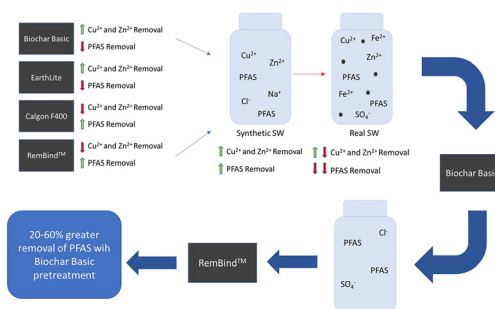 Biochar Basic
Cu²⁺ and Zn²⁺ Removal
PFAS Removal
EarthLite
Cu²⁺ and Zn²⁺ Removal
PFAS Removal
Calgon F400
Cu²⁺ and Zn²⁺ Removal
PFAS Removal
RemBind™
Cu²⁺ and Zn²⁺ Removal
PFAS Removal
Cu²⁺
Zn²⁺
PFAS
Na⁺
Cl⁻
PFAS
Synthetic SW
Cu²⁺ and Zn²⁺ Removal
PFAS Removal
Cu²⁺
Fe²⁺
Zn²⁺
PFAS
Fe²⁺
PFAS
SO₄⁻
Real SW
Cu²⁺ and Zn²⁺ Removal
PFAS Removal
Biochar Basic
Cl⁻
PFAS
PFAS
SO₄⁻
RemBind™
20-60% greater
removal of PFAS wih
Biochar Basic
pretreatment